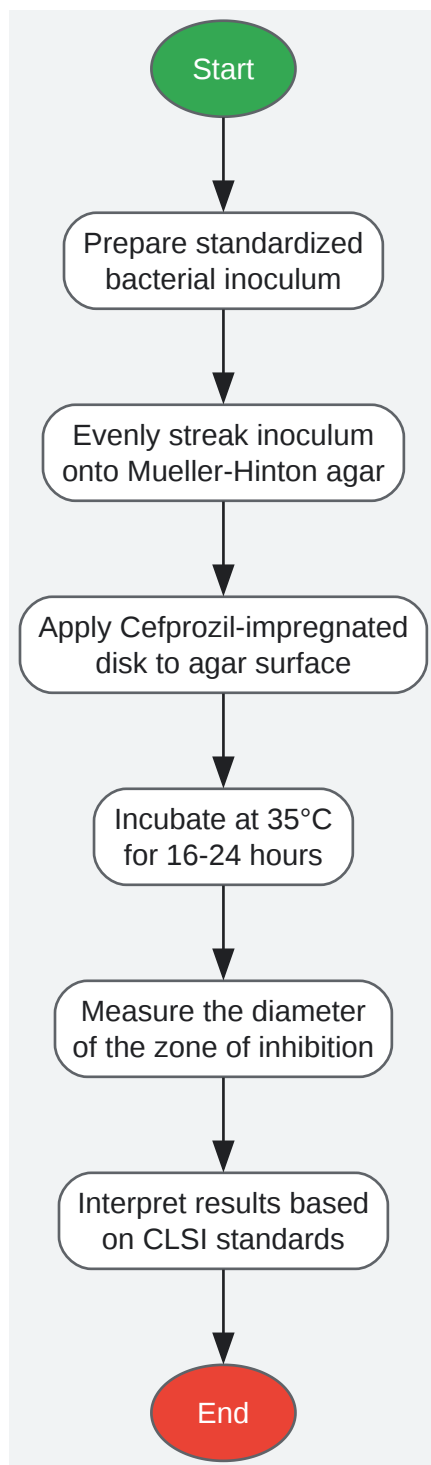 Start
Prepare standardized
bacterial inoculum
Evenly streak inoculum
onto Mueller-Hinton agar
Apply Cefprozil-impregnated
disk to agar surface
Incubate at 35°C
for 16-24 hours
Measure the diameter
of the zone of inhibition
Interpret results based
on CLSI standards
End